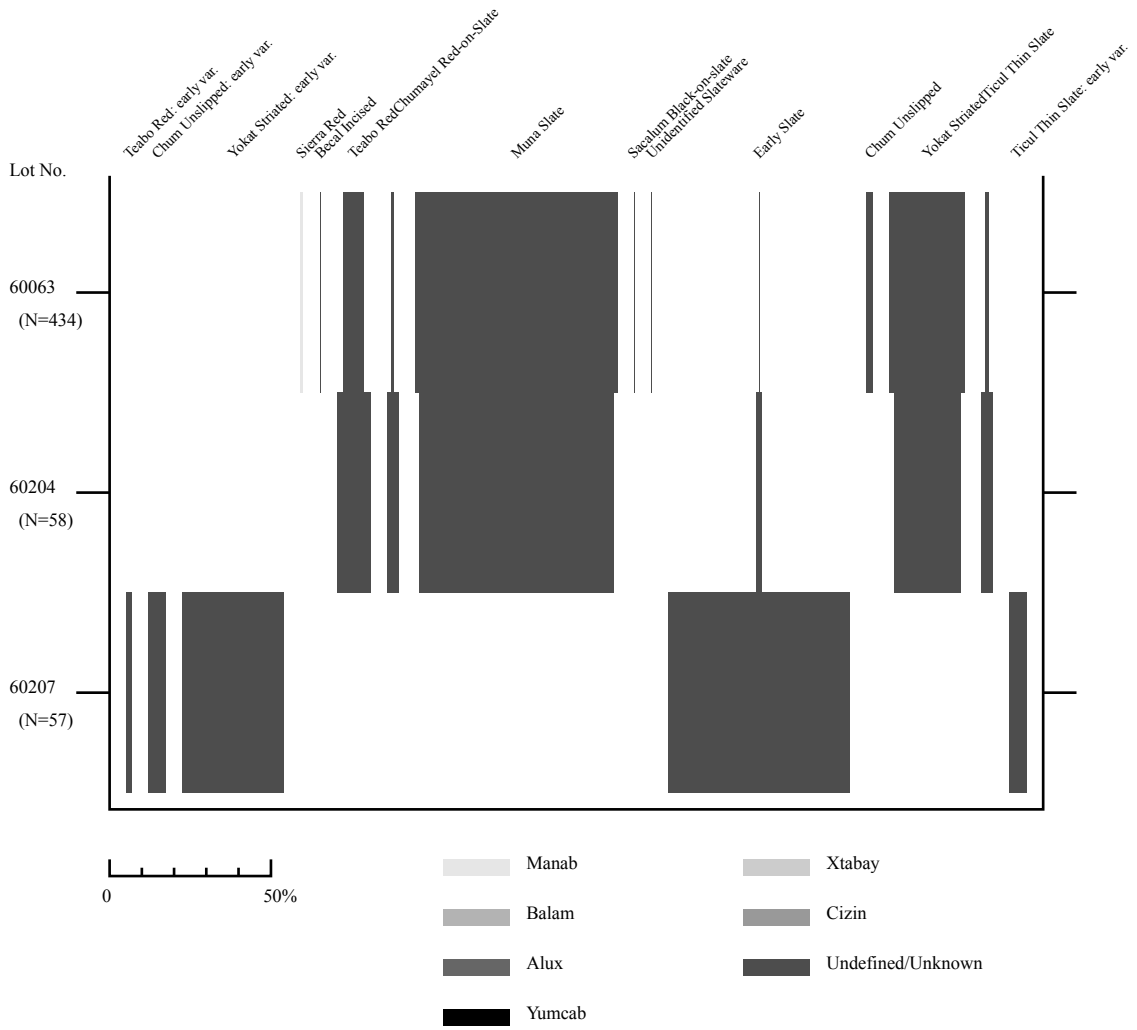 Teabo Red: early var.
Chum Unslipped: early var.
Yokat Striated: early var.
Sierra Red
Becal Incised
Teabo Red
Chumayel Red-on-Slate
Muna Slate
Sacalum Black-on-slate
Unidentified Slateware
Early Slate
Chum Unslipped
Yokat Striated
Ticul Thin Slate
Ticul Thin Slate: early var.
Lot No.
60063
(N=434)
60204
(N=58)
60207
(N=57)
0
50%
Manab
Balam
Alux
Yumcab
Xtabay
Cizin
Undefined/Unknown